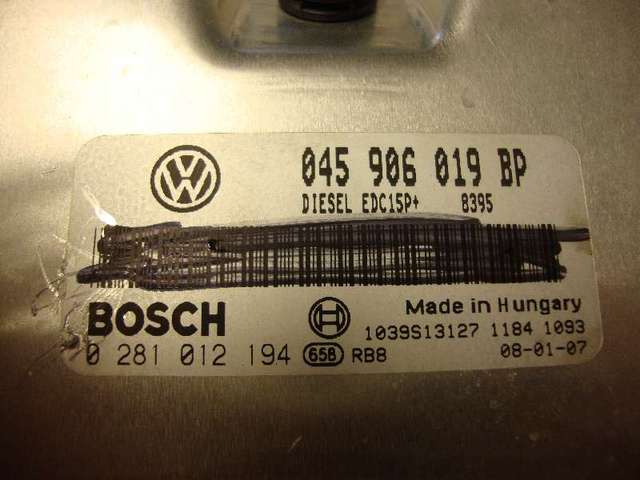 045 906 019 BP
DIESEL EDC15P+ 8395
BOSCH
Made in Hungary
1039S13127 1184 1093
0 281 012 194 658 RB8 08-01-07